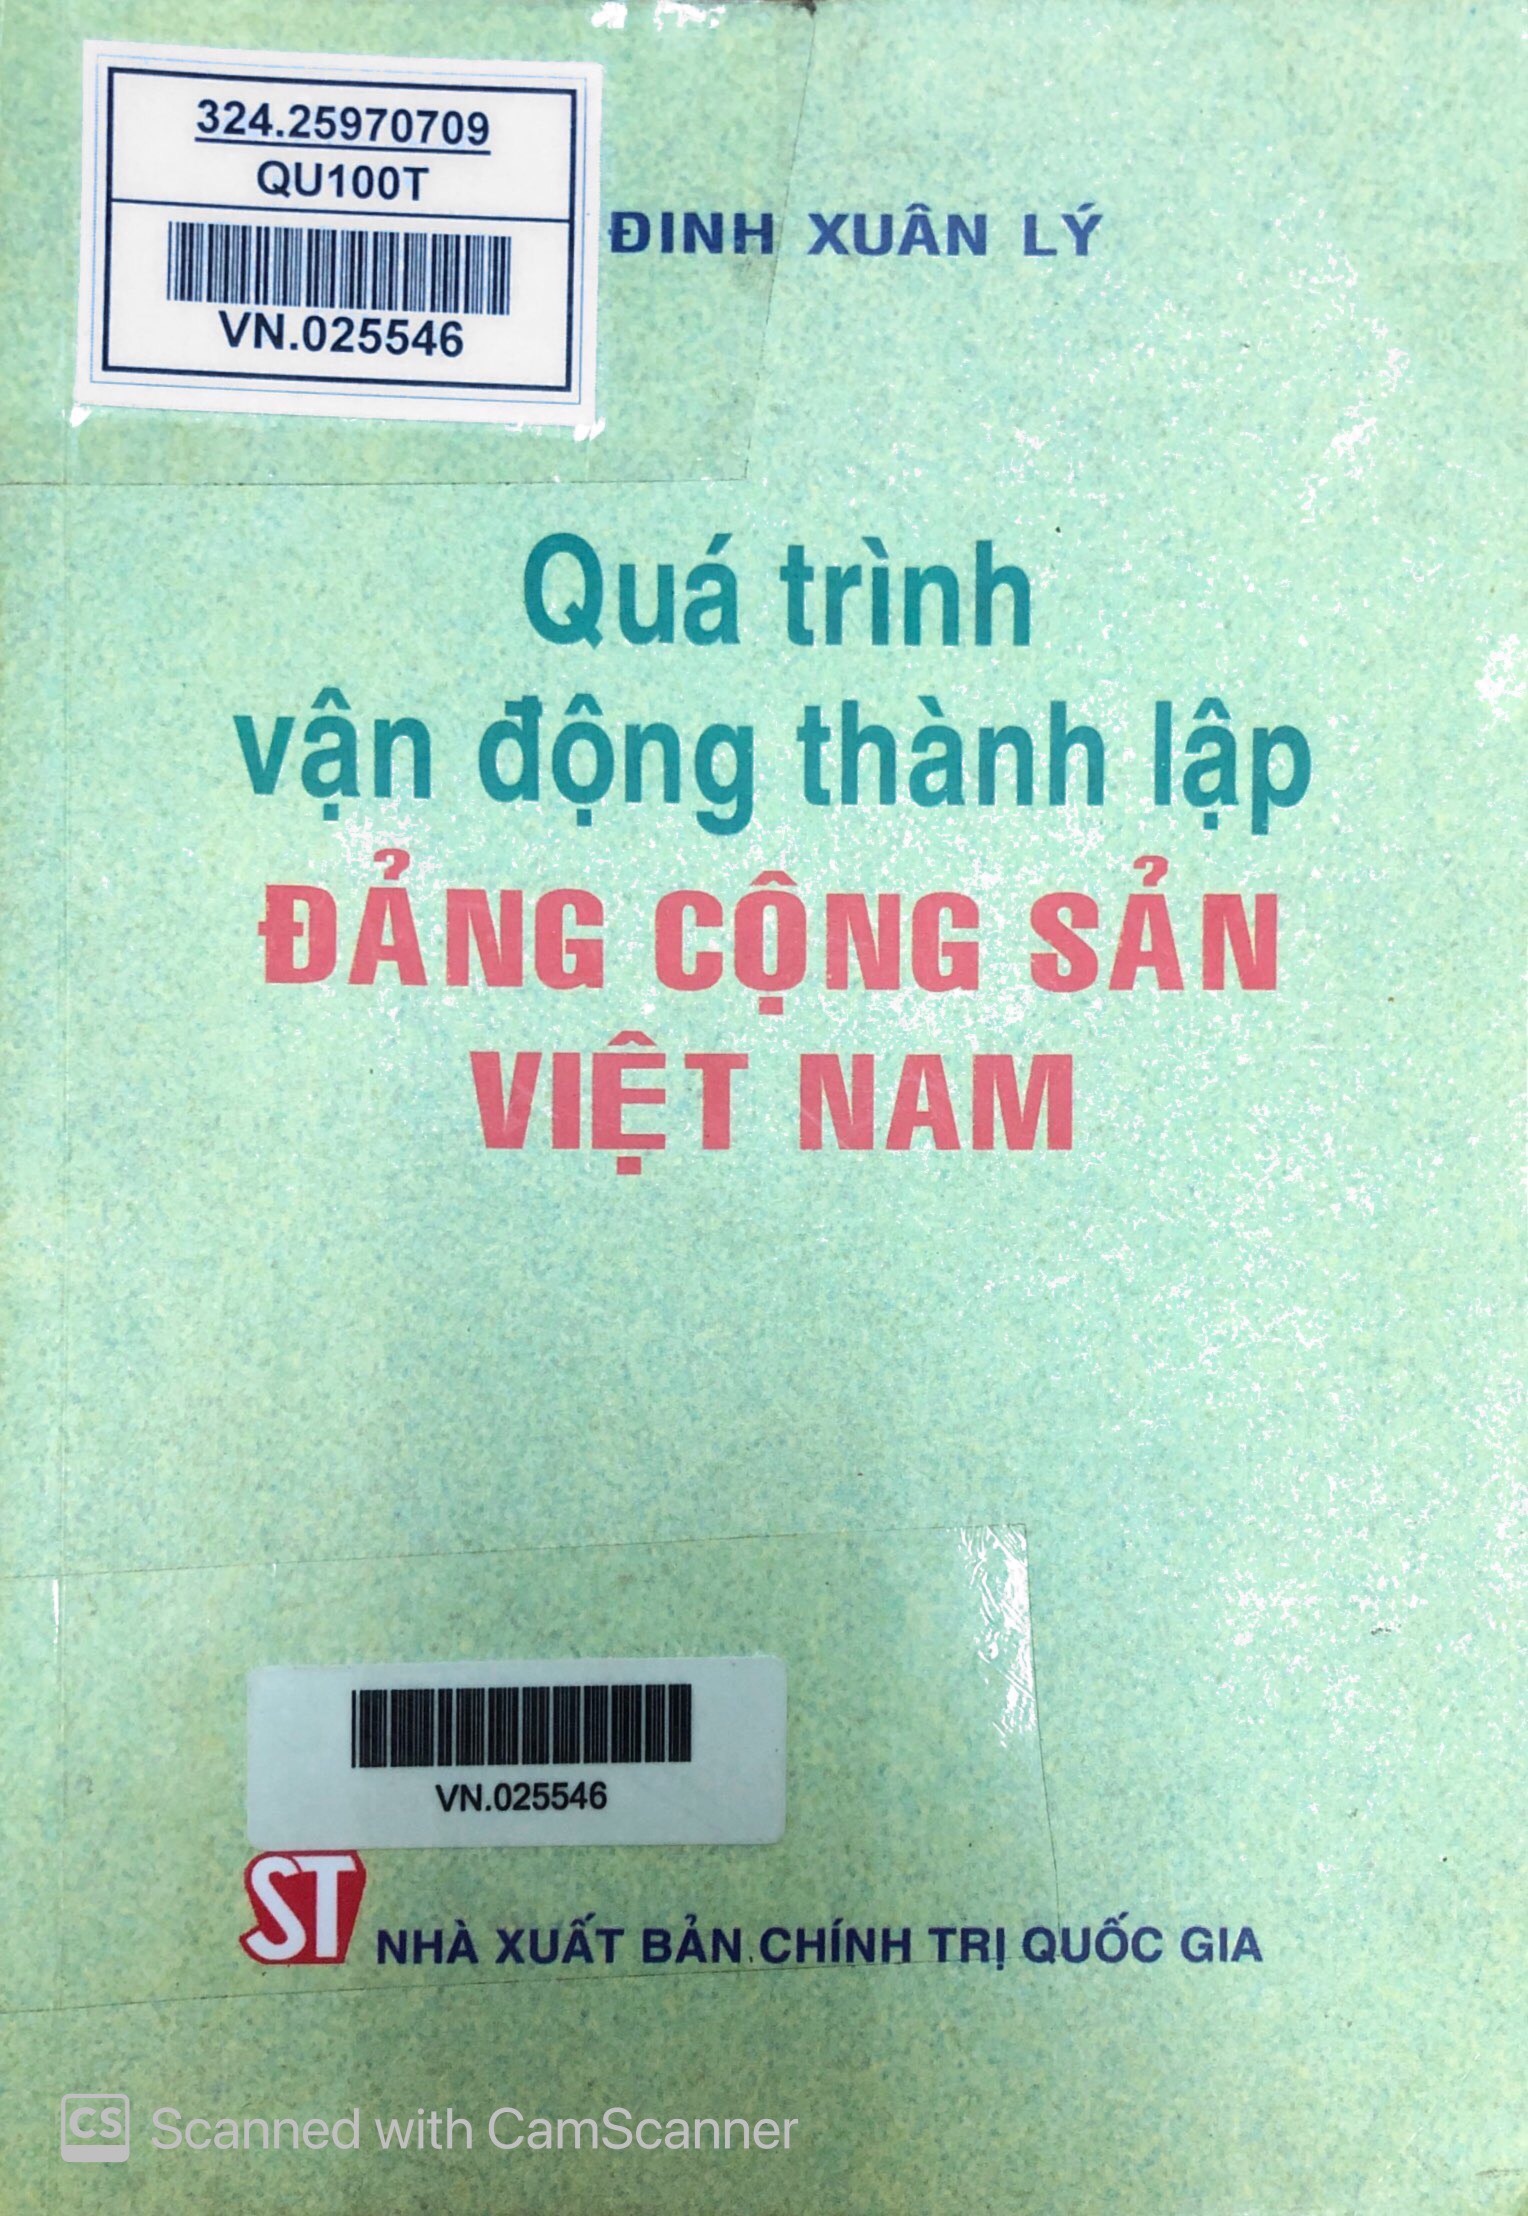 324.25970709
QU100T
VN.025546
ĐINH XUÂN LÝ
Quá trình
vận động thành lập
ĐẢNG CỘNG SẢN
VIỆT NAM
VN.025546
ST
NHÀ XUẤT BẢN CHÍNH TRỊ QUỐC GIA
CS Scanned with CamScanner